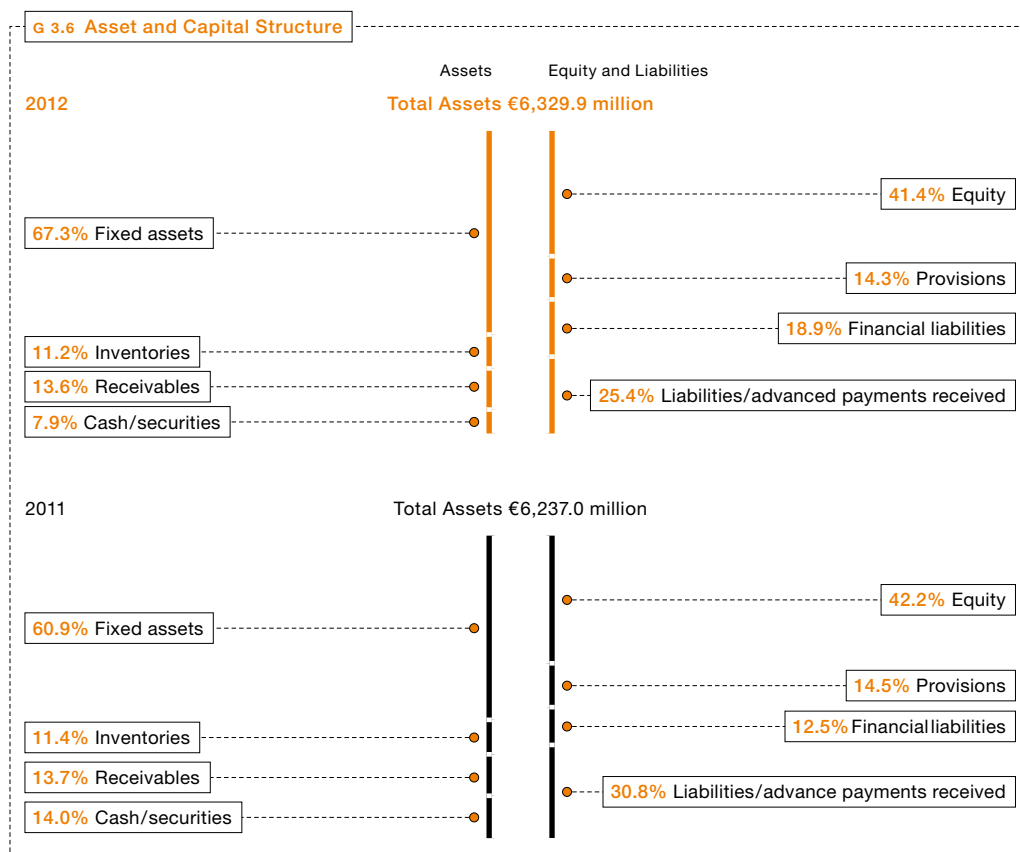 G 3.6 Asset and Capital Structure
Assets Equity and Liabilities
2012 Total Assets €6,329.9 million
41.4% Equity
67.3% Fixed assets
14.3% Provisions
18.9% Financial liabilities
11.2% Inventories
13.6% Receivables
25.4% Liabilities/advanced payments received
7.9% Cash/securities
2011 Total Assets €6,237.0 million
42.2% Equity
60.9% Fixed assets
14.5% Provisions
12.5% Financial liabilities
11.4% Inventories
13.7% Receivables
30.8% Liabilities/advance payments received
14.0% Cash/securities